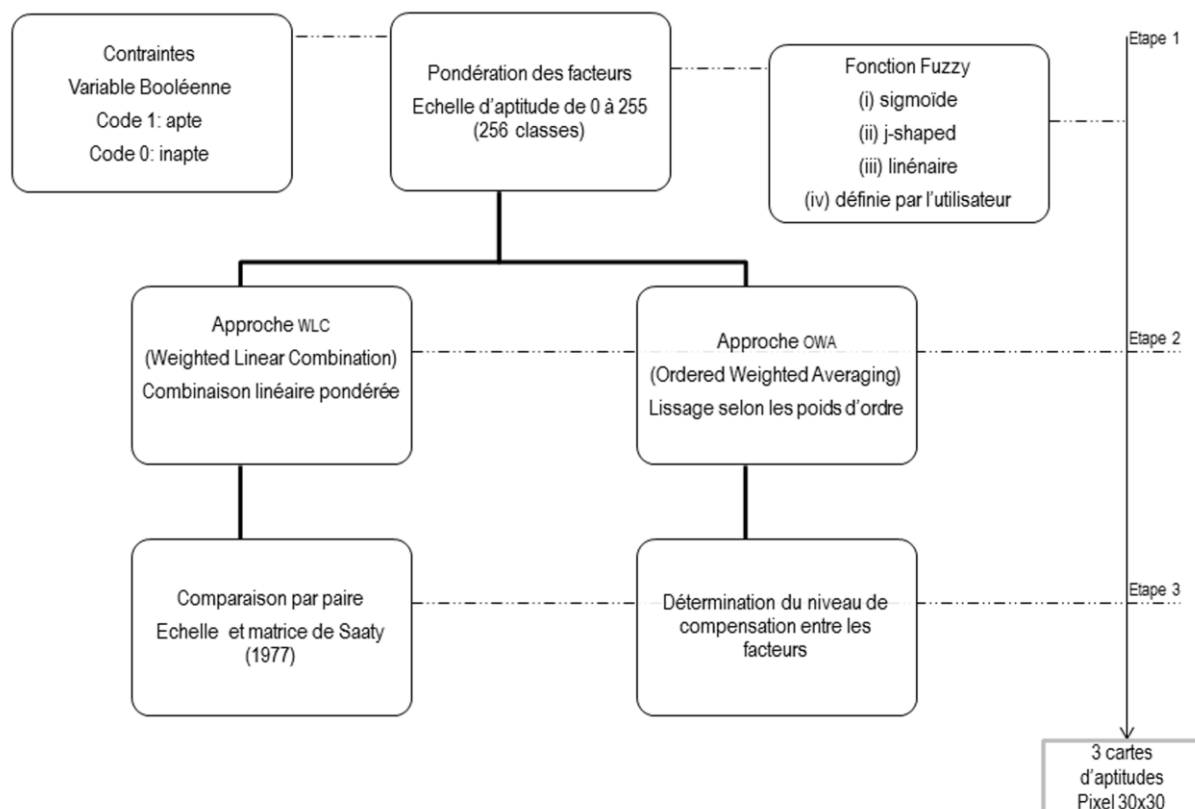 Contraintes
Variable Booléenne
Code 1: apte
Code 0: inapte
Pondération des facteurs
Echelle d'aptitude de 0 à 255
(256 classes)
Fonction Fuzzy
(i) sigmoïde
(ii) j-shaped
(iii) linénaire
(iv) définie par l'utilisateur
Etape 1
Approche WLC
(Weighted Linear Combination)
Combinaison linéaire pondérée
Approche OWA
(Ordered Weighted Averaging)
Lissage selon les poids d'ordre
Etape 2
Comparaison par paire
Echelle et matrice de Saaty
(1977)
Détermination du niveau de
compensation entre les
facteurs
Etape 3
3 cartes
d'aptitudes
Pixel 30x30